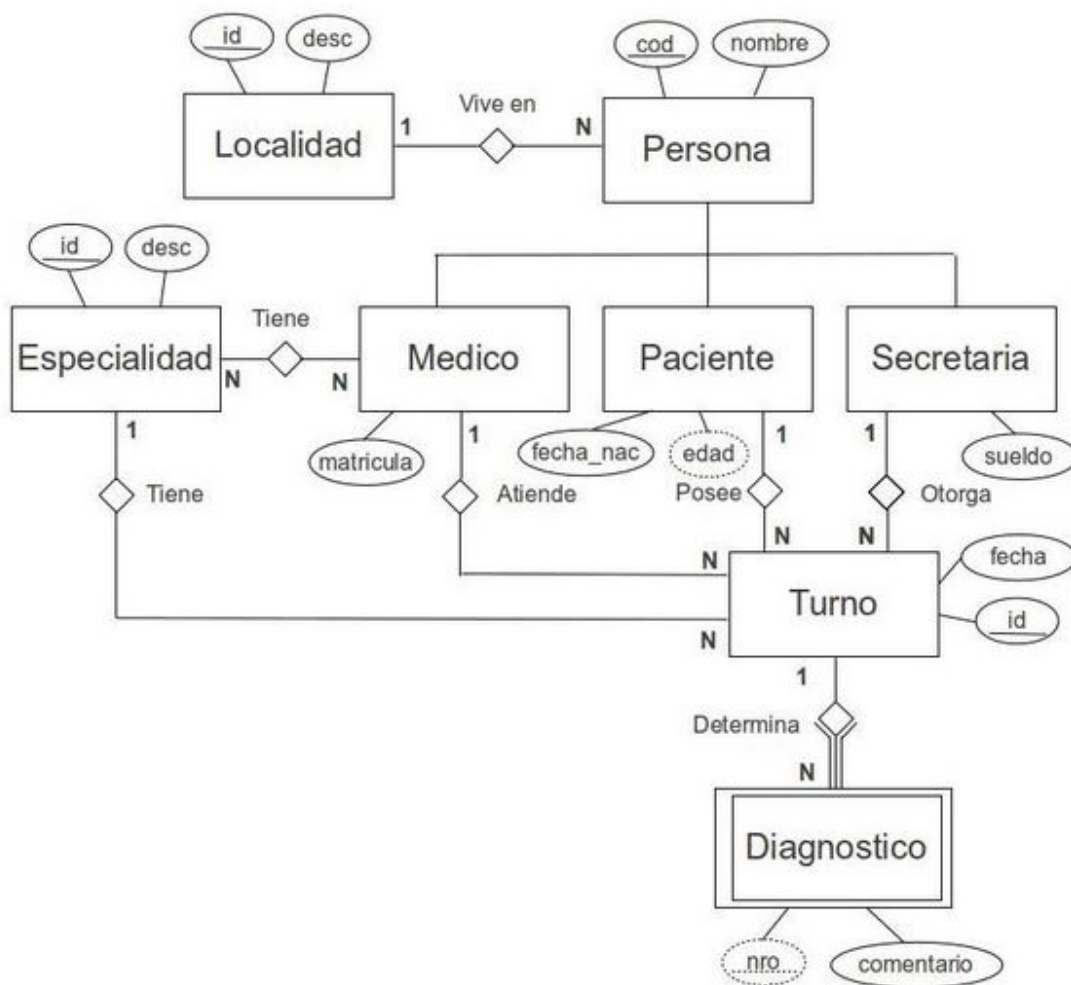 id desc
cod nombre
Localidad 1 Vive en N Persona
id desc
Especialidad N Tiene N Medico
Paciente
Secretaria
1 matricula 1 fecha_nac edad 1 1 sueldo
Tiene Atiende Posee Otorga
N N N N
Turno
fecha
id
1
Determina
N
Diagnostico
nro comentario